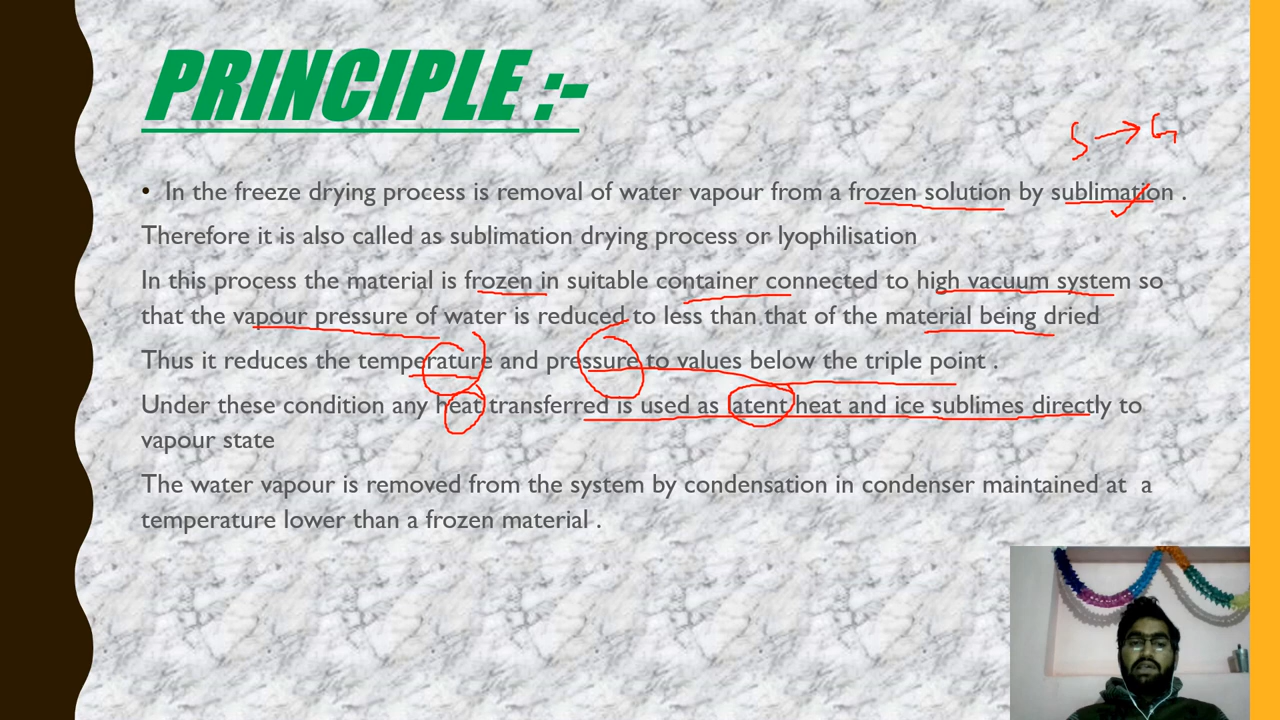 PRINCIPLE :-
S → G
• In the freeze drying process is removal of water vapour from a frozen solution by sublimation .
Therefore it is also called as sublimation drying process or lyophilisation
In this process the material is frozen in suitable container connected to high vacuum system so
that the vapour pressure of water is reduced to less than that of the material being dried
Thus it reduces the temperature and pressure to values below the triple point .
Under these condition any heat transferred is used as latent heat and ice sublimes directly to
vapour state
The water vapour is removed from the system by condensation in condenser maintained at a
temperature lower than a frozen material .